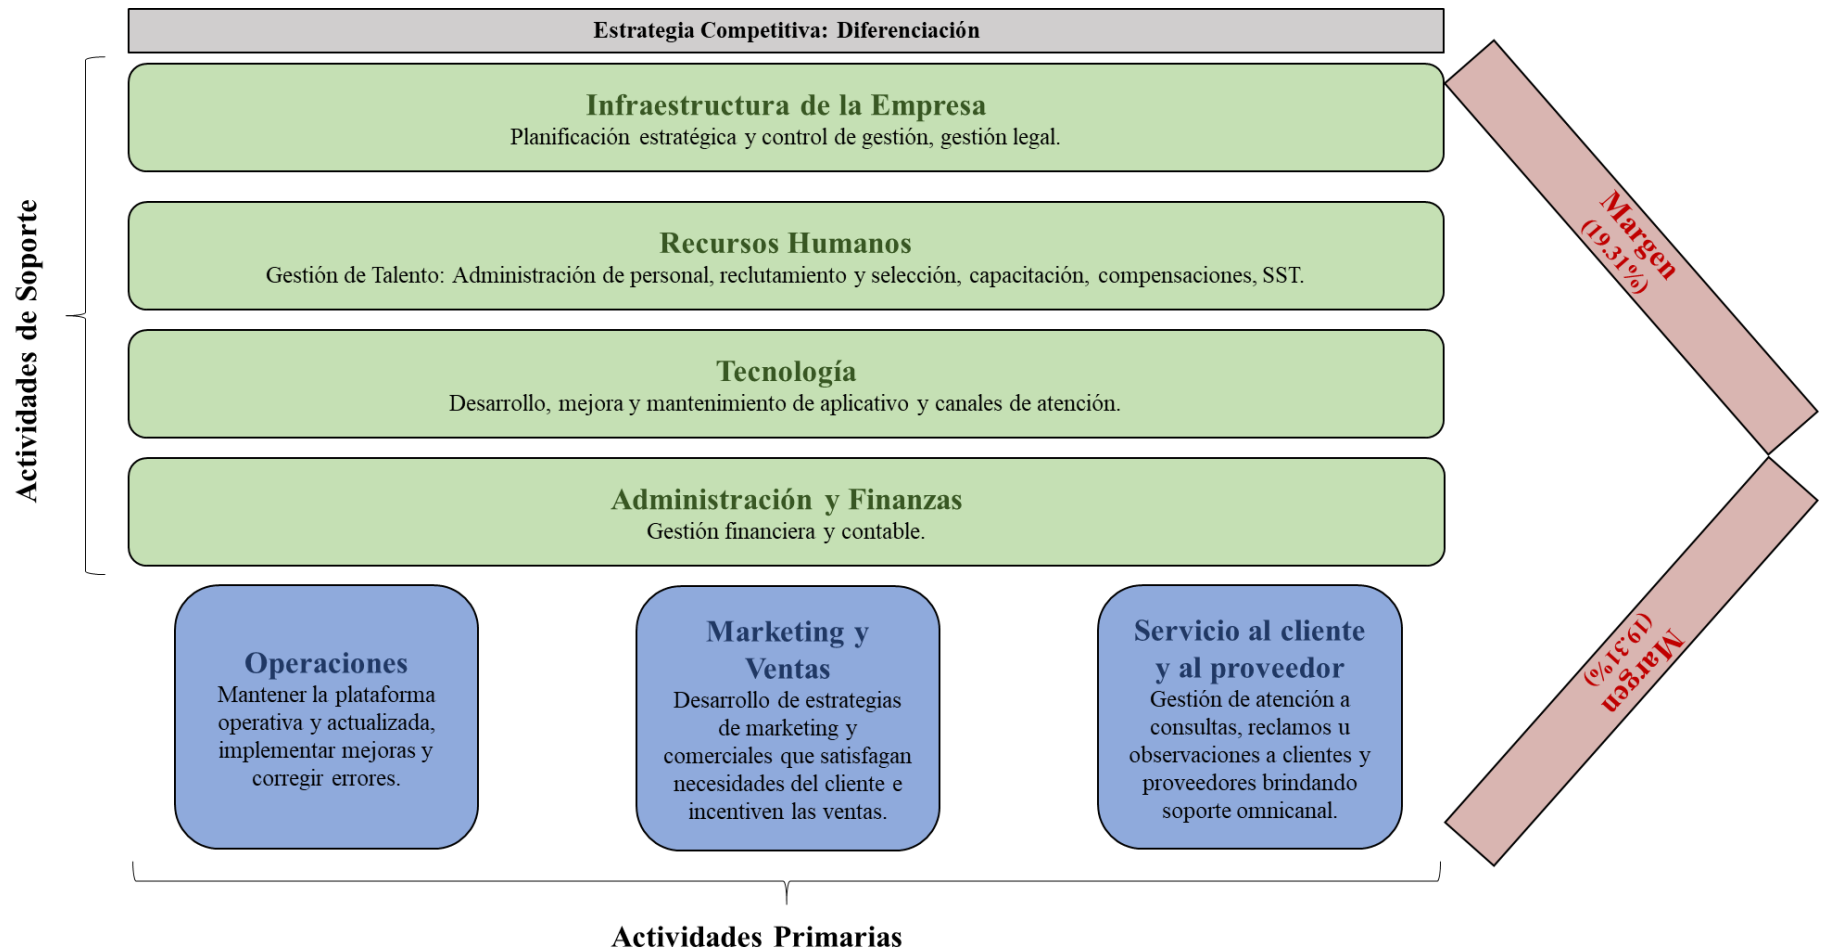 Estrategia Competitiva: Diferenciación
Actividades de Soporte
Infraestructura de la Empresa
Planificación estratégica y control de gestión, gestión legal.
Recursos Humanos
Gestión de Talento: Administración de personal, reclutamiento y selección, capacitación, compensaciones, SST.
Tecnología
Desarrollo, mejora y mantenimiento de aplicativo y canales de atención.
Administración y Finanzas
Gestión financiera y contable.
Margen
(19.31%)
Operaciones
Mantener la plataforma
operativa y actualizada,
implementar mejoras y
corregir errores.
Marketing y
Ventas
Desarrollo de estrategias
de marketing y
comerciales que satisfagan
necesidades del cliente e
incentiven las ventas.
Servicio al cliente
y al proveedor
Gestión de atención a
consultas, reclamos u
observaciones a clientes y
proveedores brindando
soporte omnicanal.
Margen
(19.31%)
Actividades Primarias